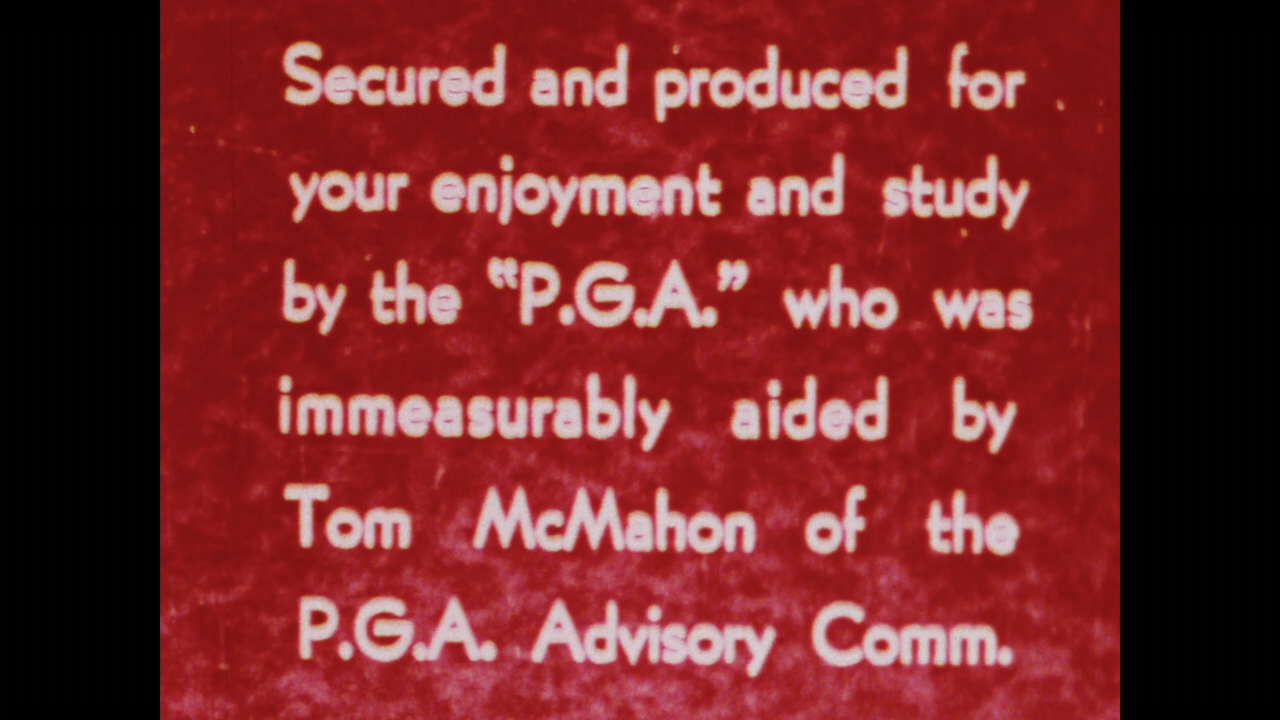 Secured and produced for
your enjoyment and study
by the “P.G.A.” who was
immeasurably aided by
Tom McMahon of the
P.G.A. Advisory Comm.